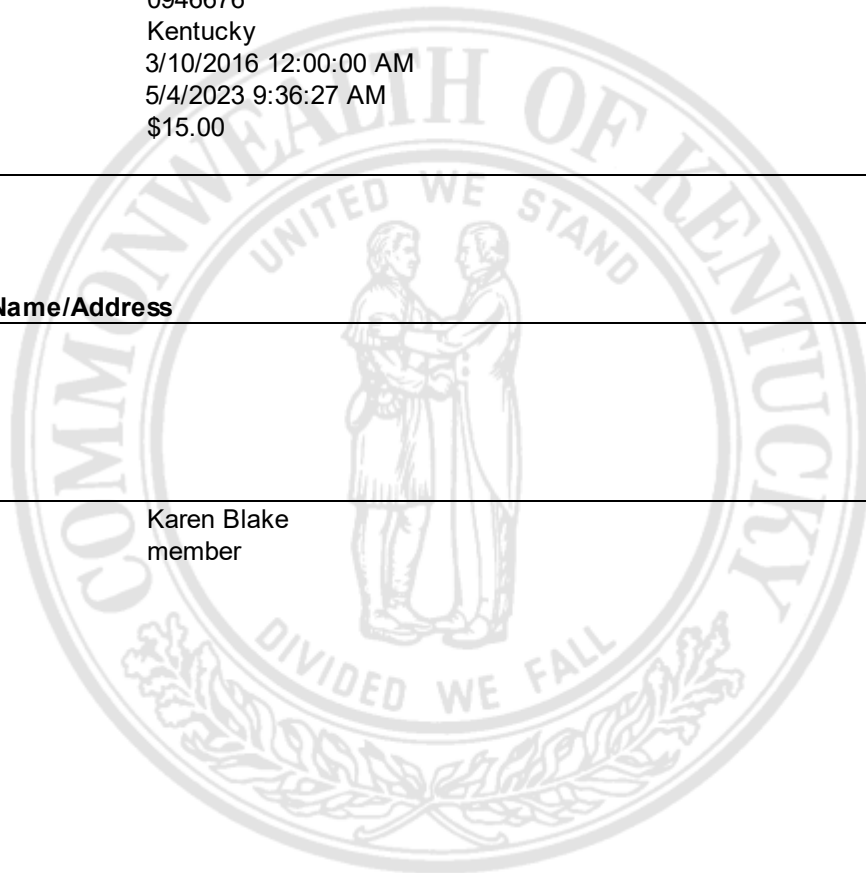 0946676
Kentucky
3/10/2016 12:00:00 AM
5/4/2023 9:36:27 AM
$15.00
COMMONWEALTH OF KENTUCKY
UNITED WE STAND
Name/Address
Karen Blake
member
DIVIDED WE FALL